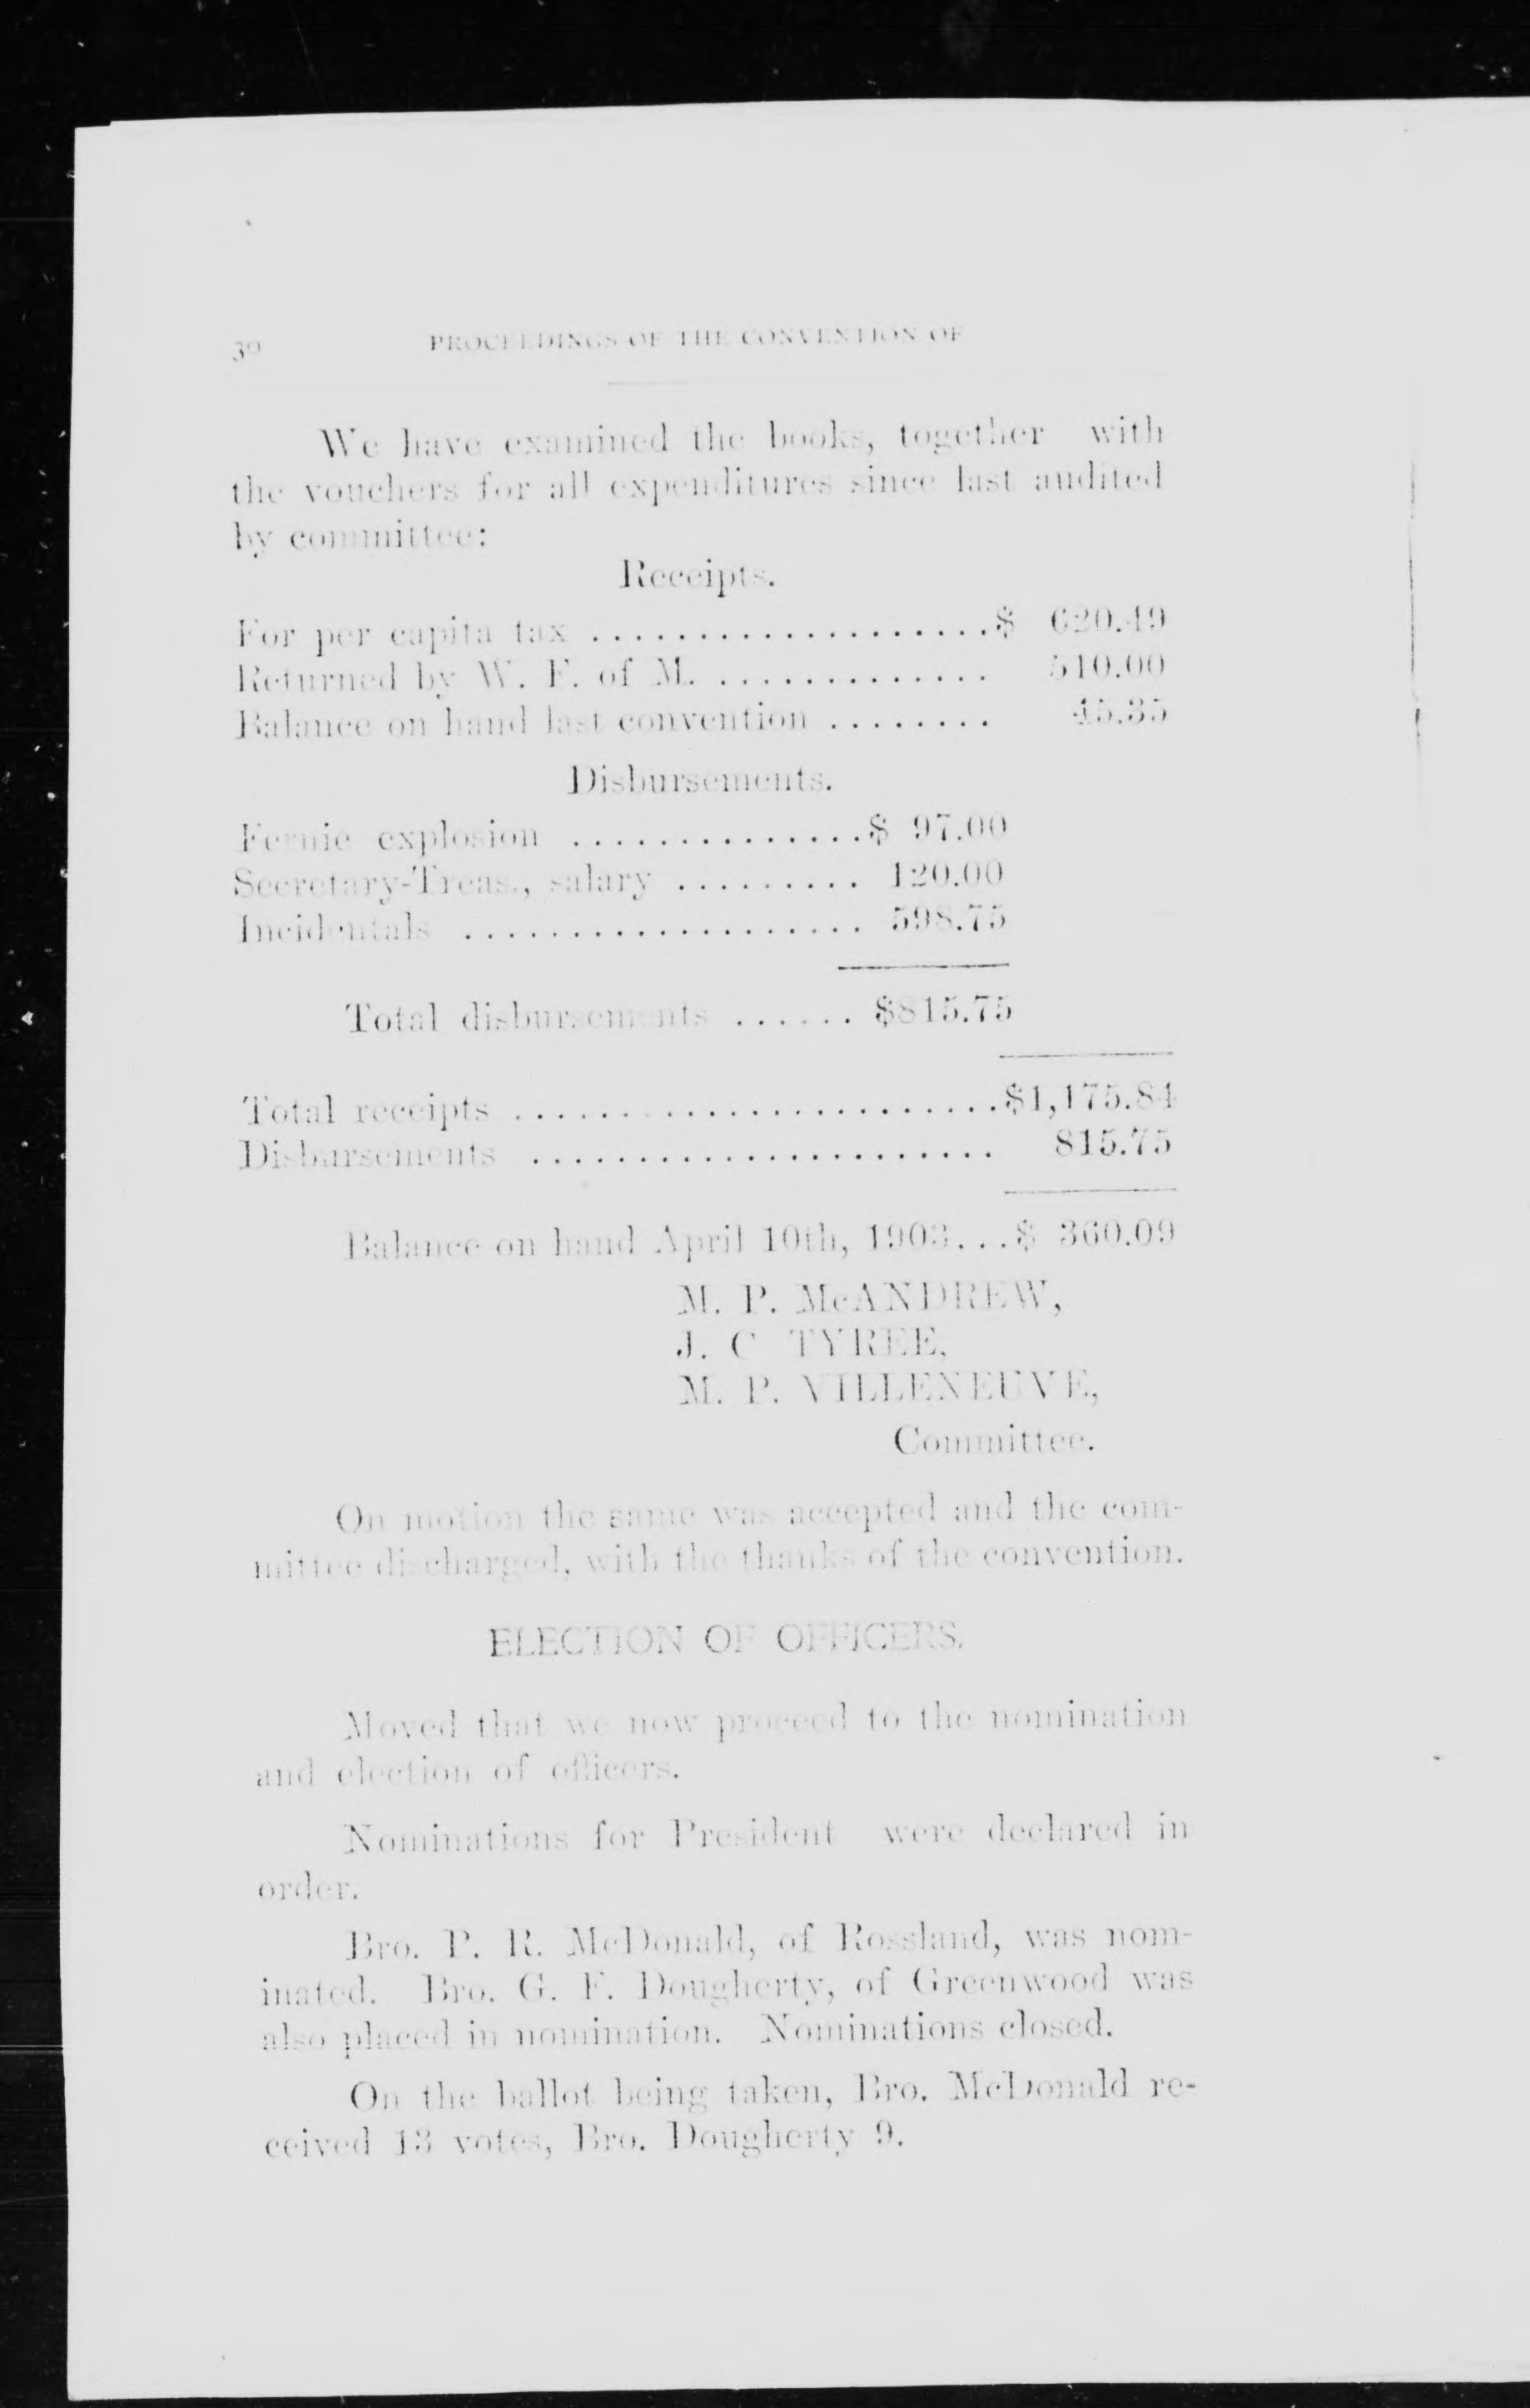 30 PROCEEDINGS OF THE CONVENTION OF
We have examined the books, together with
the vouchers for all expenditures since last audited
by committee:
Receipts.
For per capita tax ...................$ 620.49
Returned by W. F. of M. .............. 510.00
Balance on hand last convention ........ 45.35
Disbursements.
Fernie explosion ..............$ 97.00
Secretary-Treas., salary ......... 120.00
Incidentals ................... 598.75
Total disbursements ...... $815.75
Total receipts .......................$1,175.84
Disbursements ...................... 815.75
Balance on hand April 10th, 1903...$ 360.09
M. P. McANDREW,
J. C TYREE,
M. P. VILLENEUVE,
Committee.
On motion the same was accepted and the com-
mittee discharged, with the thanks of the convention.
ELECTION OF OFFICERS.
Moved that we now proceed to the nomination
and election of officers.
Nominations for President were declared in
order.
Bro. P. R. McDonald, of Rossland, was nom-
inated. Bro. G. F. Dougherty, of Greenwood was
also placed in nomination. Nominations closed.
On the ballot being taken, Bro. McDonald re-
ceived 13 votes, Bro. Dougherty 9.